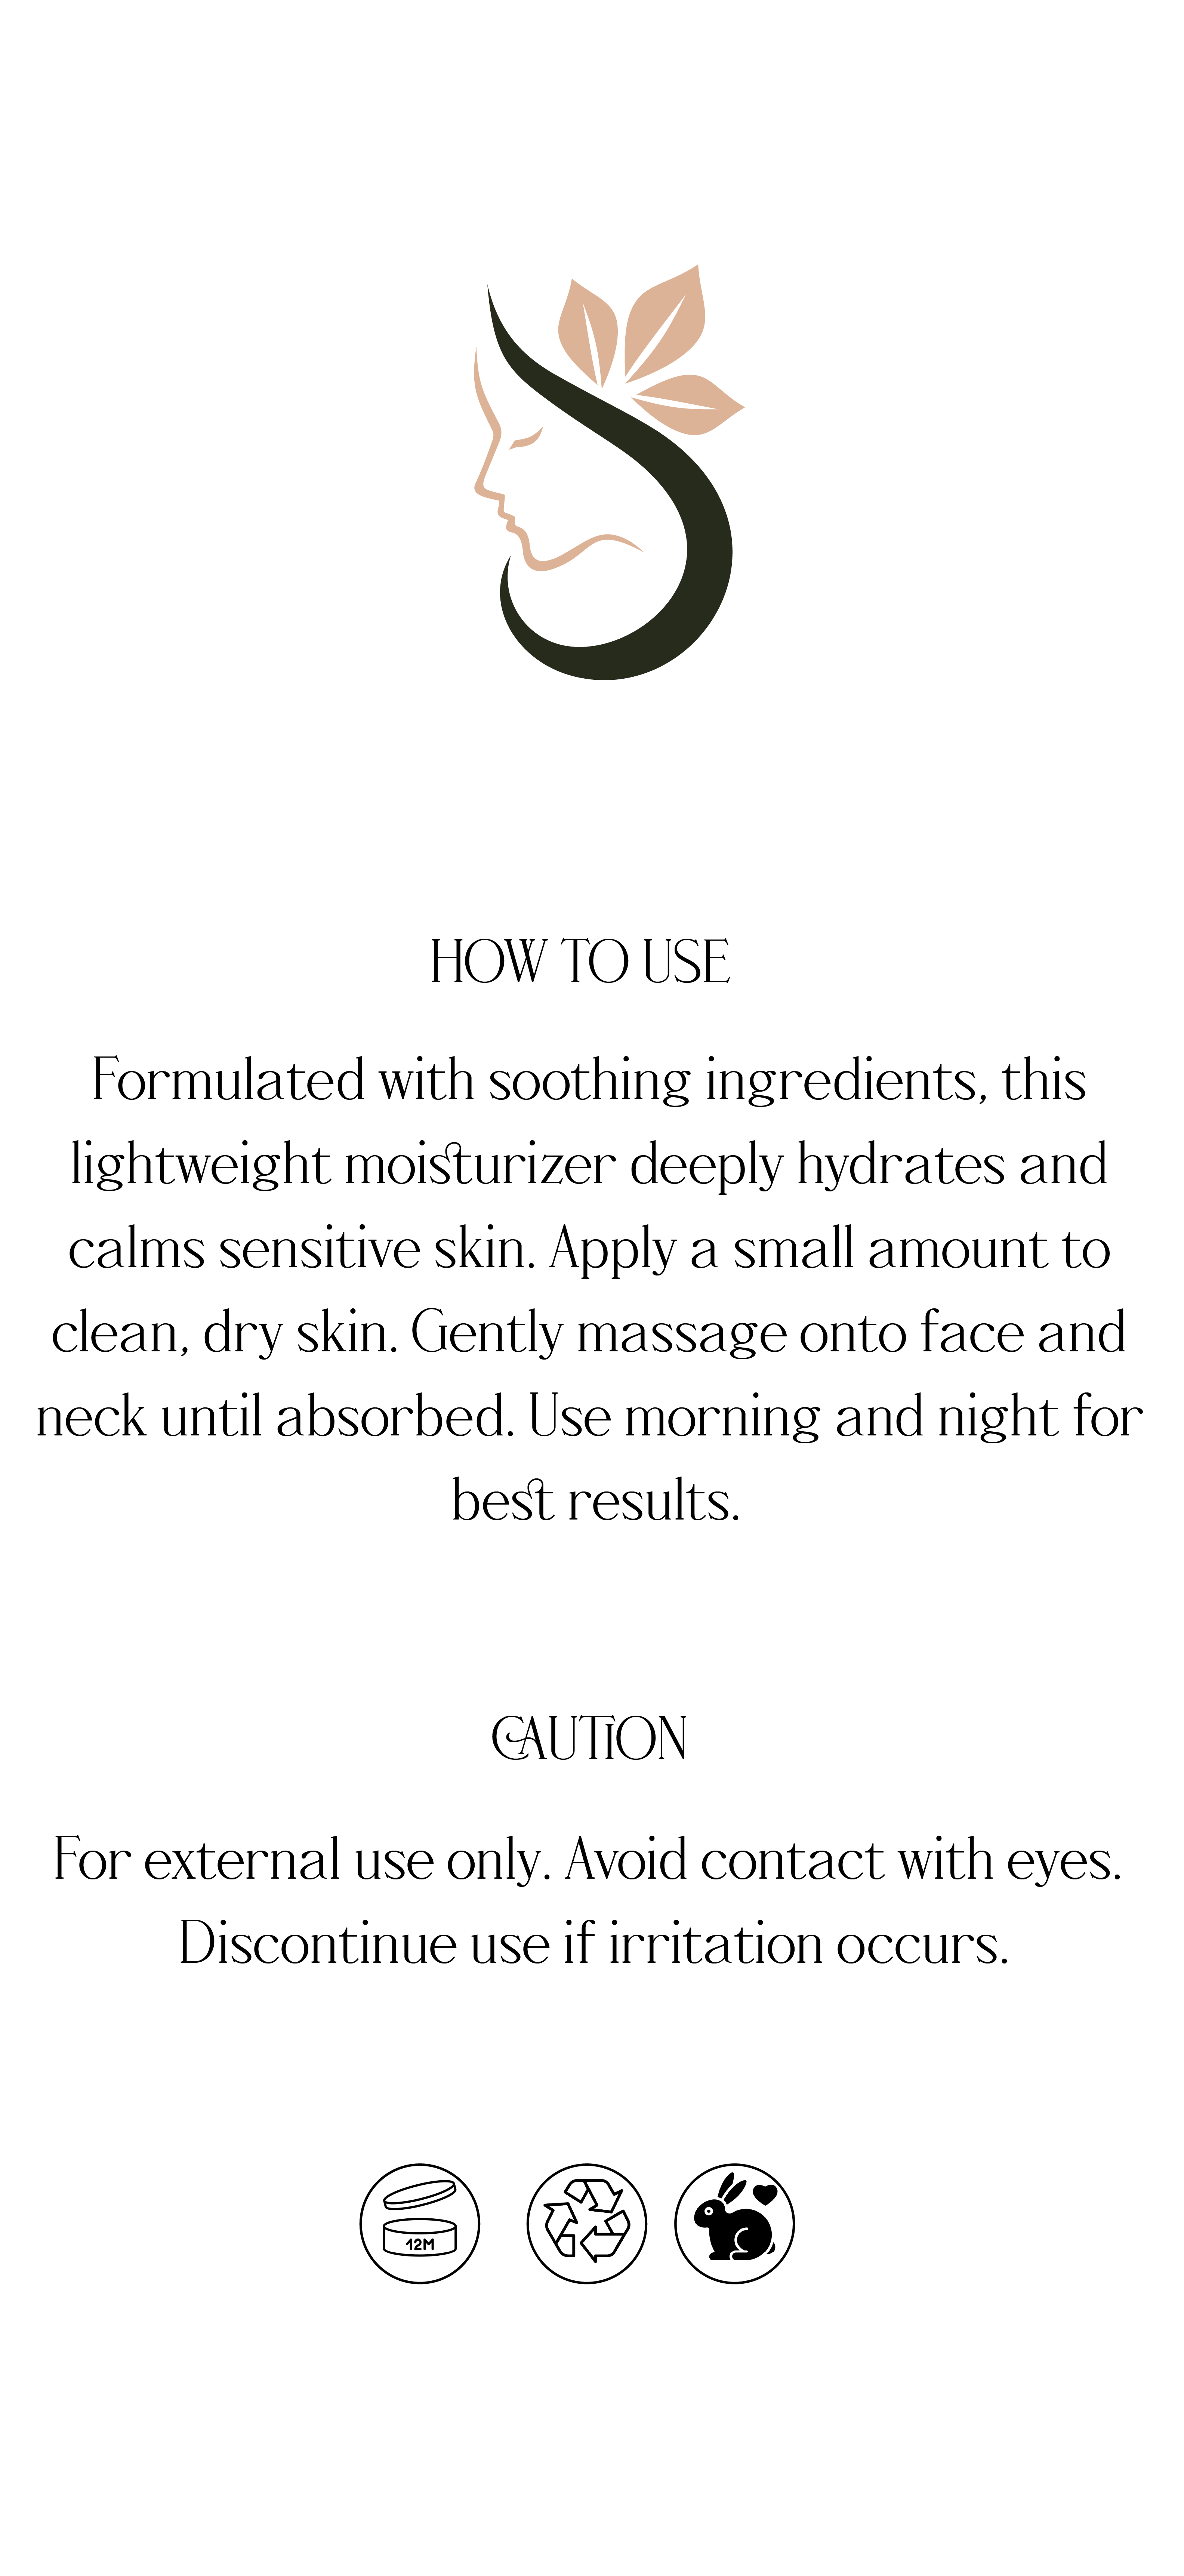 HOW TO USE
Formulated with soothing ingredients, this
lightweight moisturizer deeply hydrates and
calms sensitive skin. Apply a small amount to
clean, dry skin. Gently massage onto face and
neck until absorbed. Use morning and night for
best results.
CAUTION
For external use only. Avoid contact with eyes.
Discontinue use if irritation occurs.
12M